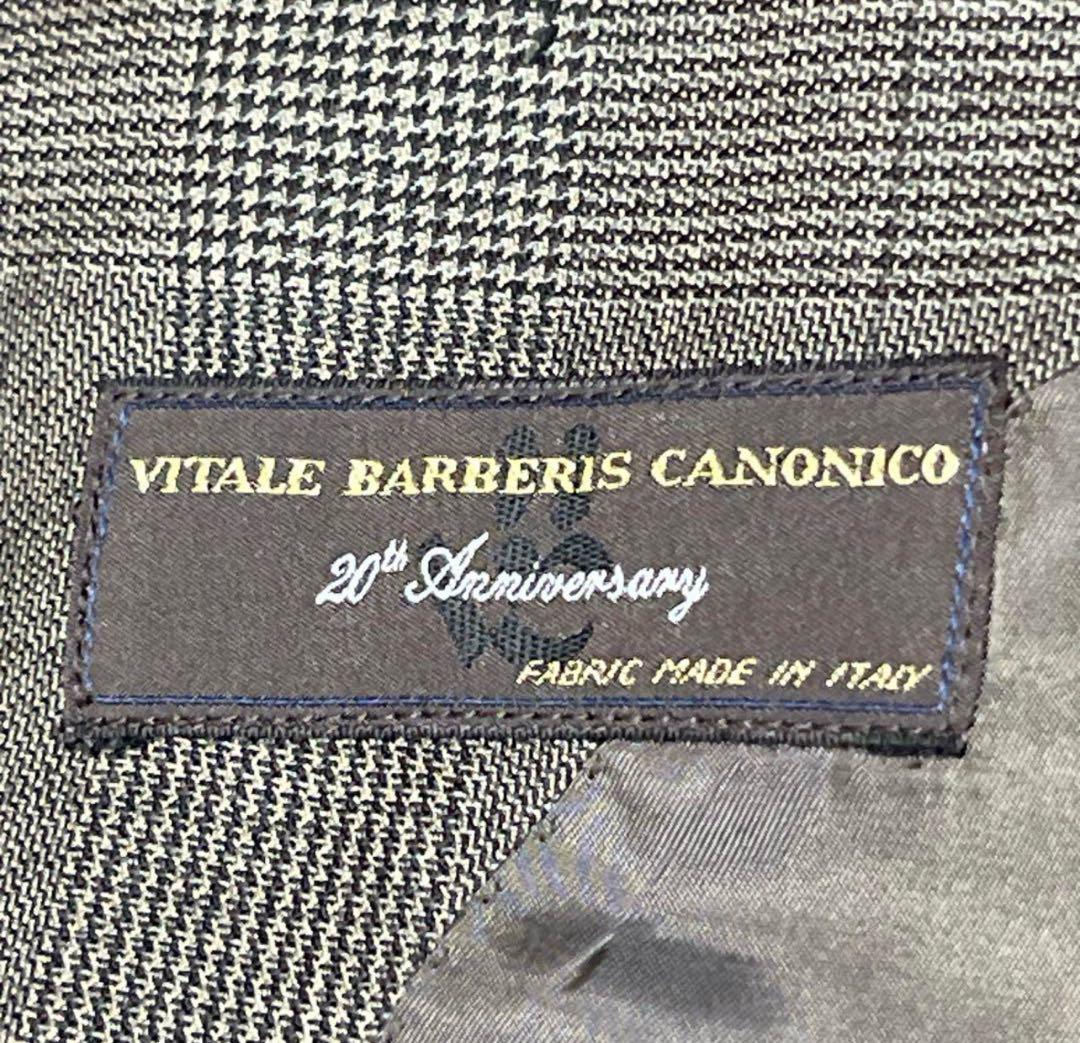 VITALE BARBERIS CANONICO
20th Anniversary
FABRIC MADE IN ITALY